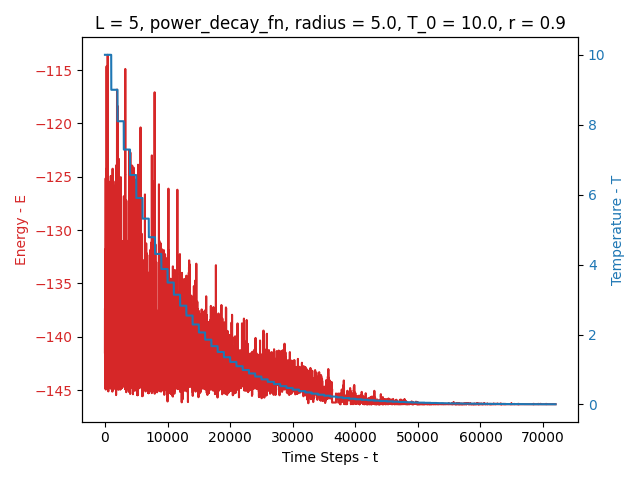 L = 5, power_decay_fn, radius = 5.0, T_0 = 10.0, r = 0.9
−115
−120
−125
−130
−135
−140
−145
Energy - E
10
8
6
4
2
0
Temperature - T
0 10000 20000 30000 40000 50000 60000 70000
Time Steps - t